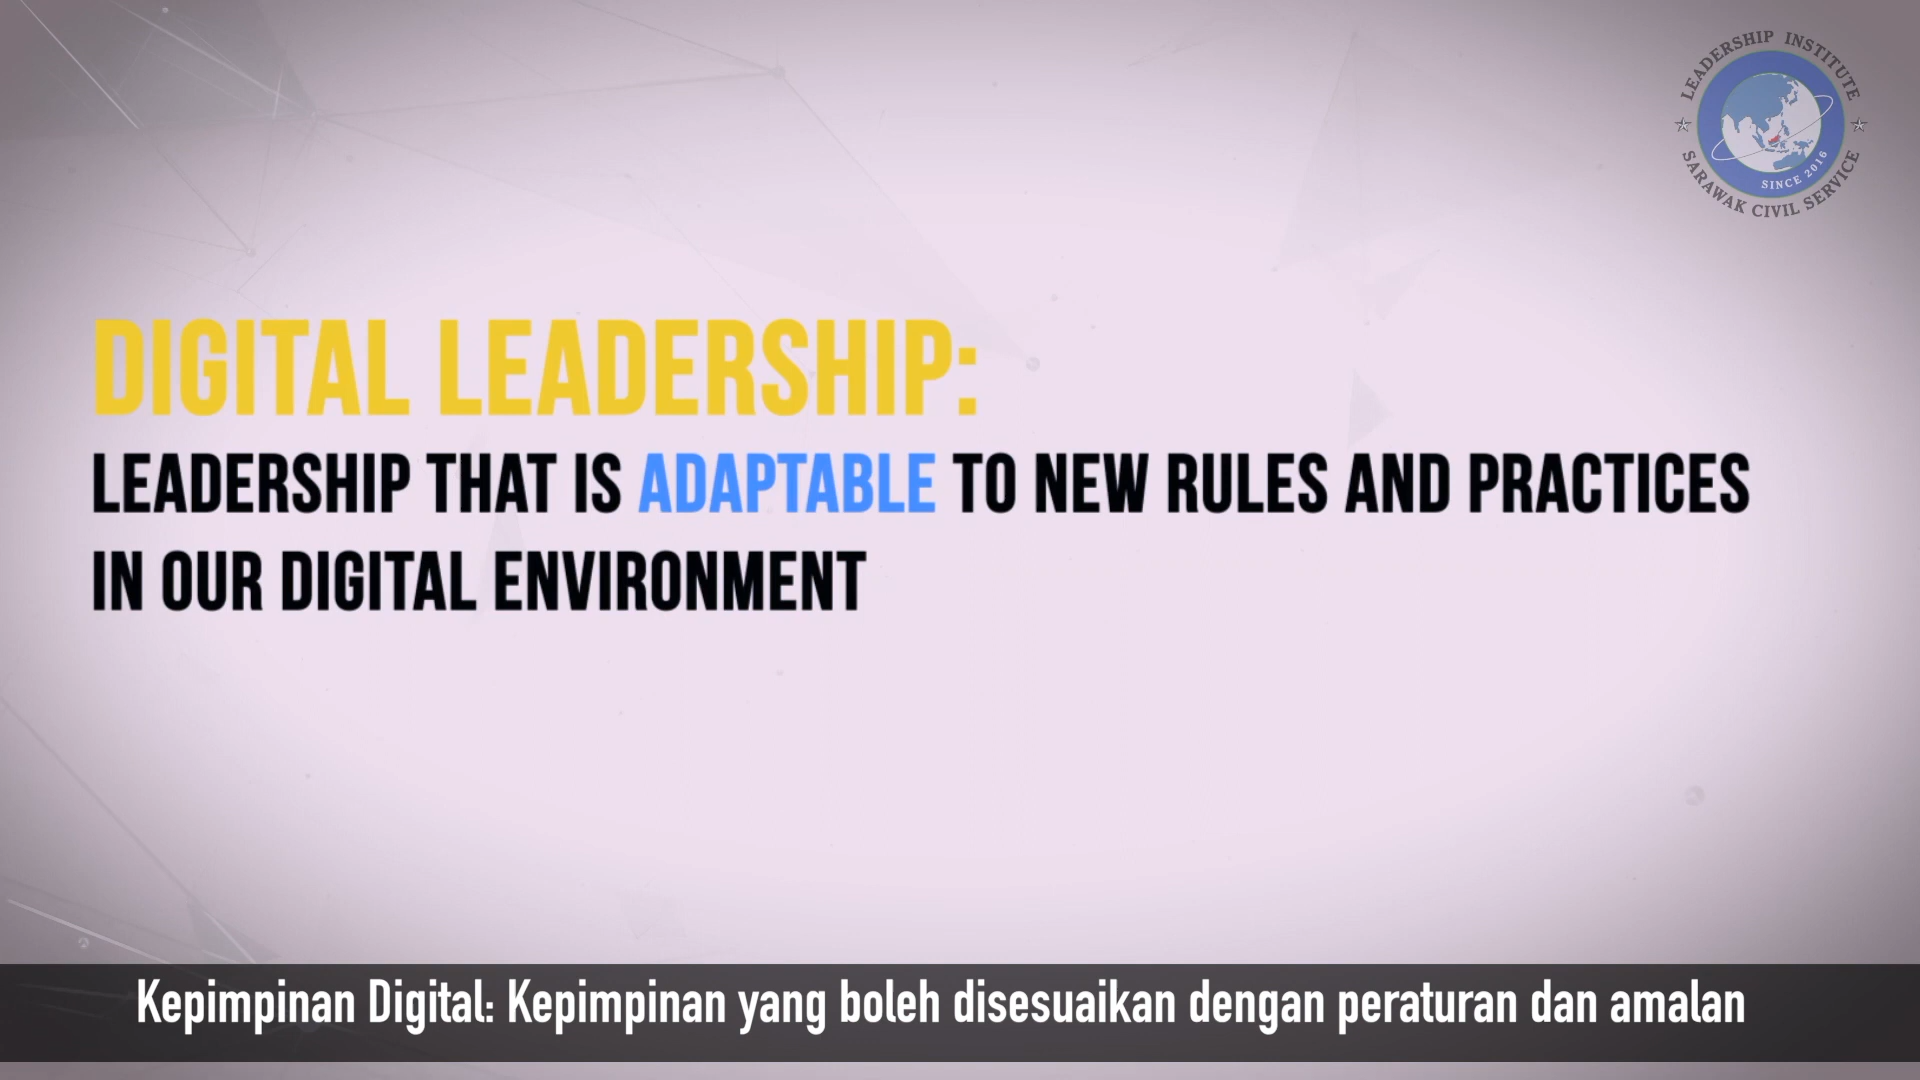 LEADERSHIP INSTITUTE
SINCE 2016
SARAWAK CIVIL SERVICE
DIGITAL LEADERSHIP:
LEADERSHIP THAT IS ADAPTABLE TO NEW RULES AND PRACTICES
IN OUR DIGITAL ENVIRONMENT
Kepimpinan Digital: Kepimpinan yang boleh disesuaikan dengan peraturan dan amalan